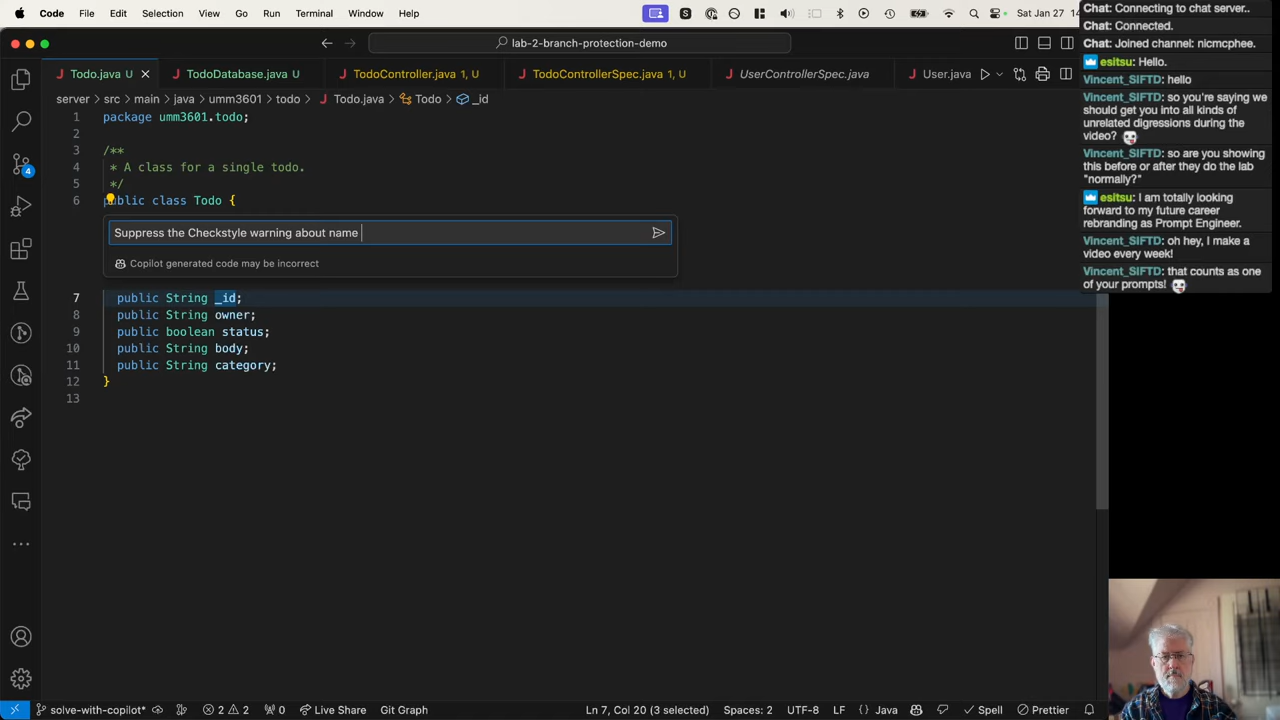 Code File Edit Selection View Go Run Terminal Window Help
Sat Jan 27 14
lab-2-branch-protection-demo
Todo.java U
TodoDatabase.java U
TodoController.java 1, U
TodoControllerSpec.java 1, U
UserControllerSpec.java
User.java
server > src > main > java > umm3601 > todo > Todo.java > Todo > _id
1 package umm3601.todo;
2
3 /**
4 * A class for a single todo.
5 */
6 public class Todo {
Suppress the Checkstyle warning about name
Copilot generated code may be incorrect
7 public String _id;
8 public String owner;
9 public boolean status;
10 public String body;
11 public String category;
12 }
13
4
solve-with-copilot* 2 2 0 Live Share Git Graph
Ln 7, Col 20 (3 selected) Spaces: 2 UTF-8 LF {} Java Spell Prettier
Chat: Connecting to chat server..
Chat: Connected.
Chat: Joined channel: nicmcphee.
esitsu: Hello.
Vincent_SIFTD: hello
Vincent_SIFTD: so you're saying we
should get you into all kinds of
unrelated digressions during the
video?
Vincent_SIFTD: so are you showing
this before or after they do the lab
"normally?"
esitsu: I am totally looking
forward to my future career
rebranding as Prompt Engineer.
Vincent_SIFTD: oh hey, I make a
video every week!
Vincent_SIFTD: that counts as one
of your prompts!